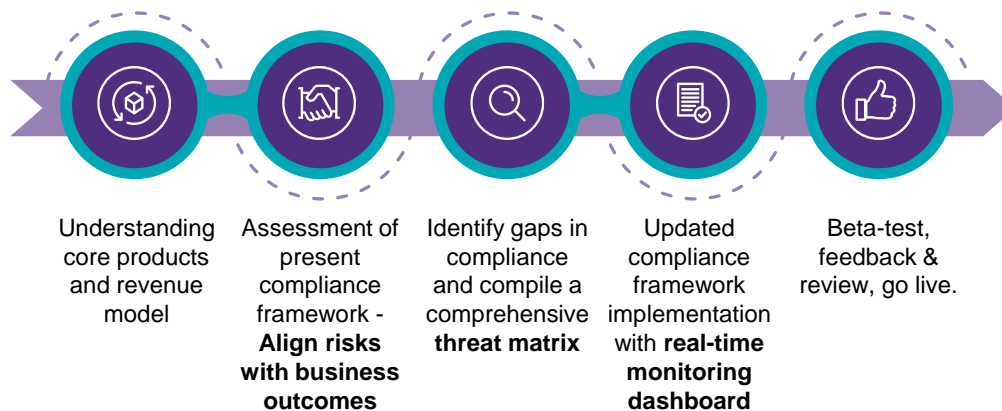 Understanding
core products
and revenue
model
Assessment of
present
compliance
framework -
Align risks
with business
outcomes
Identify gaps in
compliance
and compile a
comprehensive
threat matrix
Updated
compliance
framework
implementation
with real-time
monitoring
dashboard
Beta-test,
feedback &
review, go live.